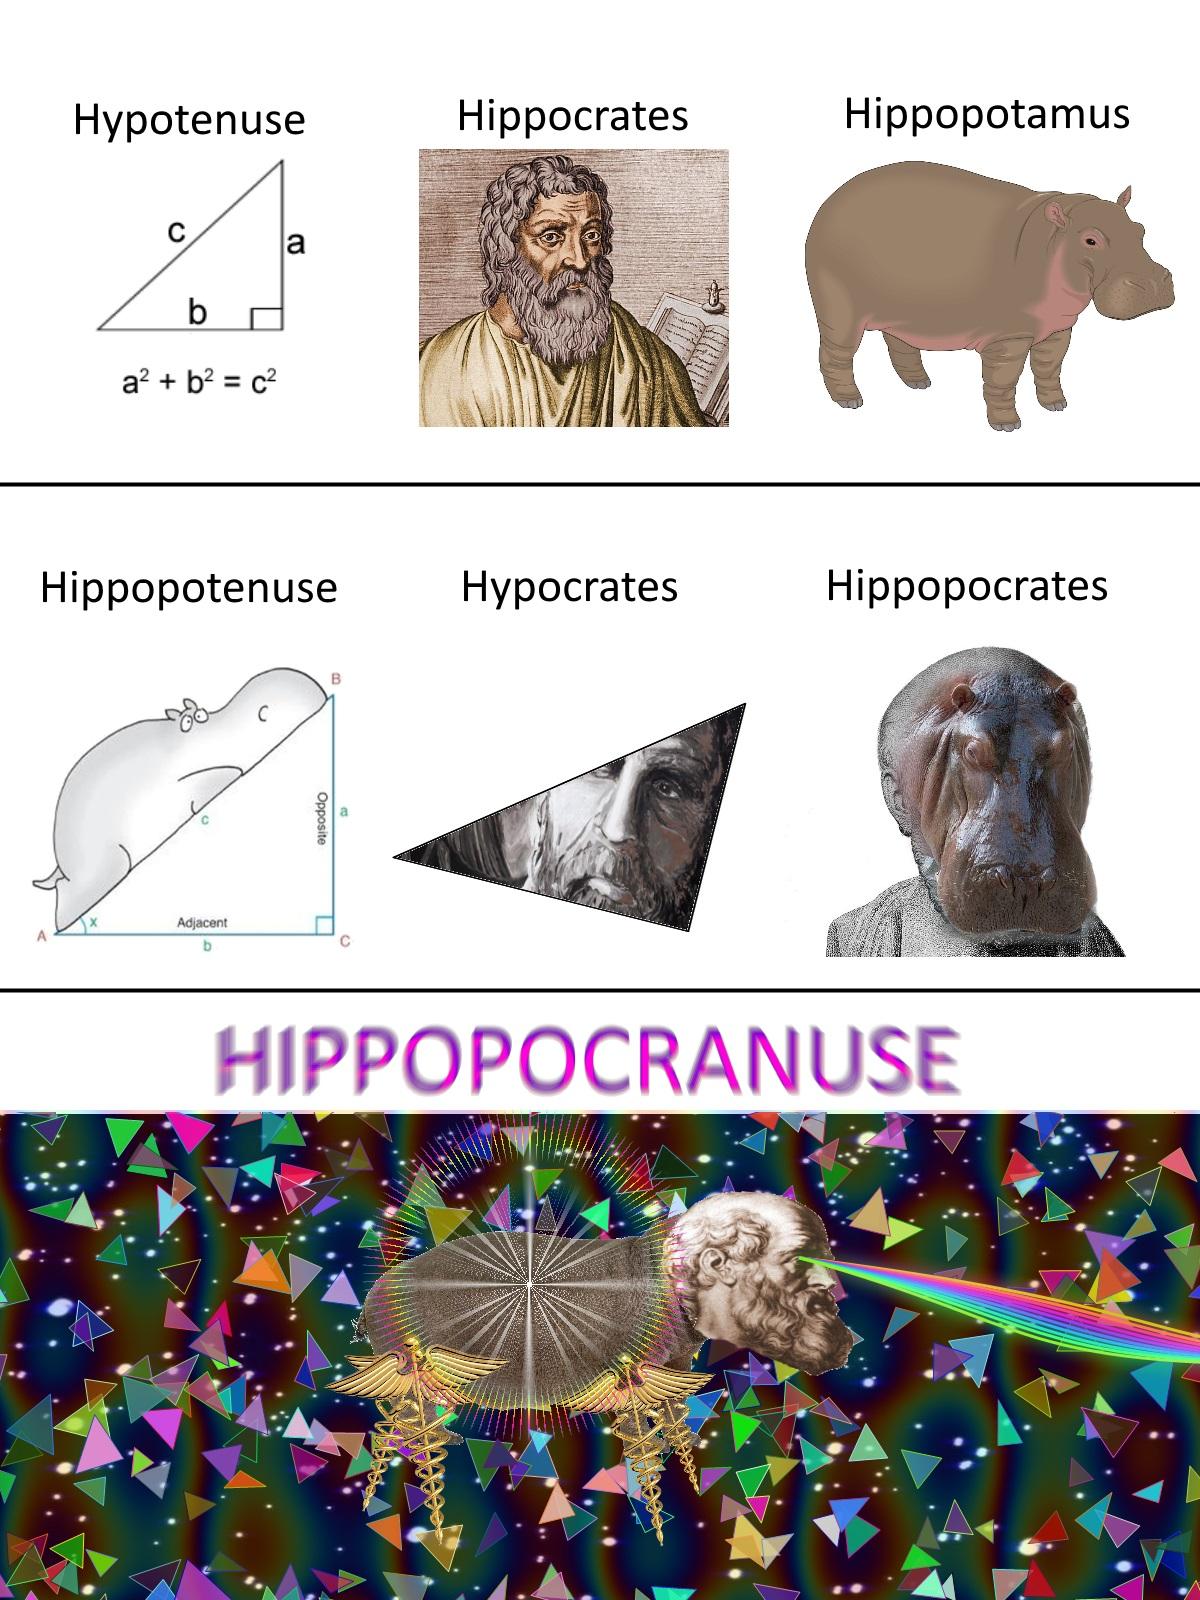 Hypotenuse
Hippocrates
Hippopotamus
c
a
b
a² + b² = c²
Hippopotenuse
Hypocrates
Hippopocrates
B
c
Opposite
a
c
x
Adjacent
A
b
C
HIPPOPOCRANUSE